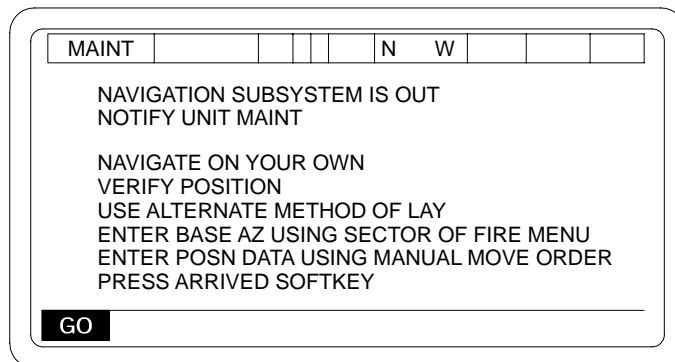 MAINT N W
NAVIGATION SUBSYSTEM IS OUT
NOTIFY UNIT MAINT
NAVIGATE ON YOUR OWN
VERIFY POSITION
USE ALTERNATE METHOD OF LAY
ENTER BASE AZ USING SECTOR OF FIRE MENU
ENTER POSN DATA USING MANUAL MOVE ORDER
PRESS ARRIVED SOFTKEY
GO